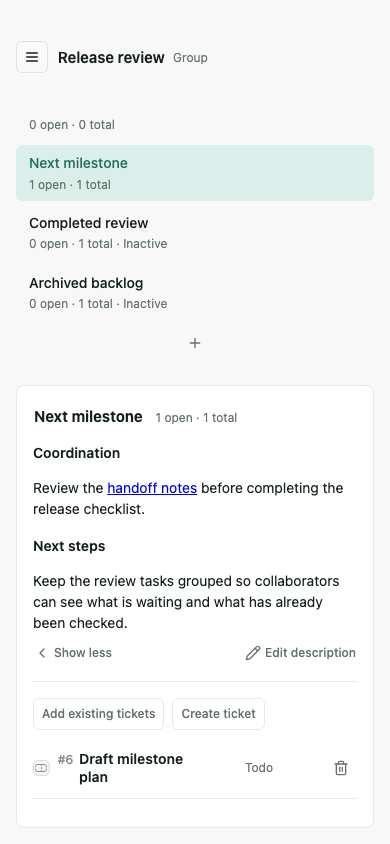 Release review Group
0 open · 0 total
Next milestone
1 open · 1 total
Completed review
0 open · 1 total · Inactive
Archived backlog
0 open · 1 total · Inactive
Next milestone 1 open · 1 total
Coordination
Review the handoff notes before completing the
release checklist.
Next steps
Keep the review tasks grouped so collaborators
can see what is waiting and what has already
been checked.
Show less Edit description
Add existing tickets Create ticket
#6 Draft milestone Todo
plan